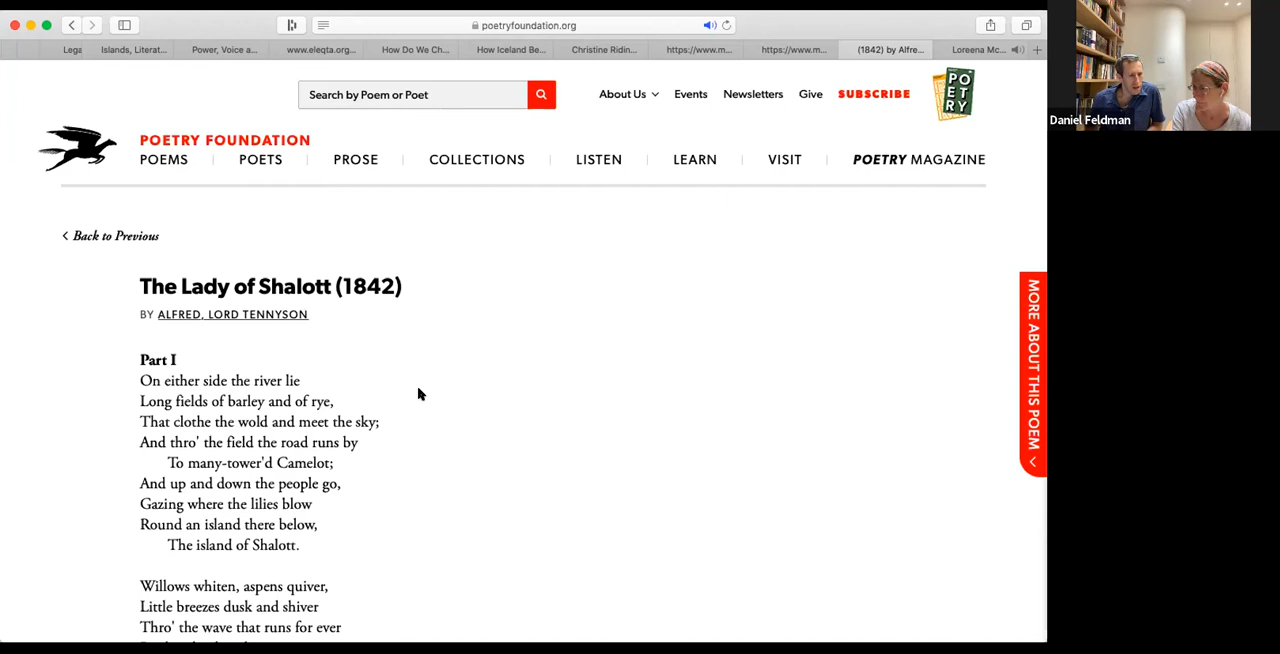 poetryfoundation.org
Lega
Islands, Literat...
Power, Voice a...
www.eleqta.org...
How Do We Ch...
How Iceland Be...
Christine Ridin...
https://www.m...
https://www.m...
(1842) Alfre...
Loreena Mc...
Search by Poem or Poet
About Us
Events
Newsletters
Give
SUBSCRIBE
POETRY
POETRY FOUNDATION
POEMS
POETS
PROSE
COLLECTIONS
LISTEN
LEARN
VISIT
POETRY MAGAZINE
Daniel Feldman
Back to Previous
The Lady of Shalott (1842)
BY ALFRED, LORD TENNYSON
Part I
On either side the river lie
Long fields of barley and of rye,
That clothe the wold and meet the sky;
And thro' the field the road runs by
To many-tower'd Camelot;
And up and down the people go,
Gazing where the lilies blow
Round an island there below,
The island of Shalott.
Willows whiten, aspens quiver,
Little breezes dusk and shiver
Thro' the wave that runs for ever
MORE ABOUT THIS POEM